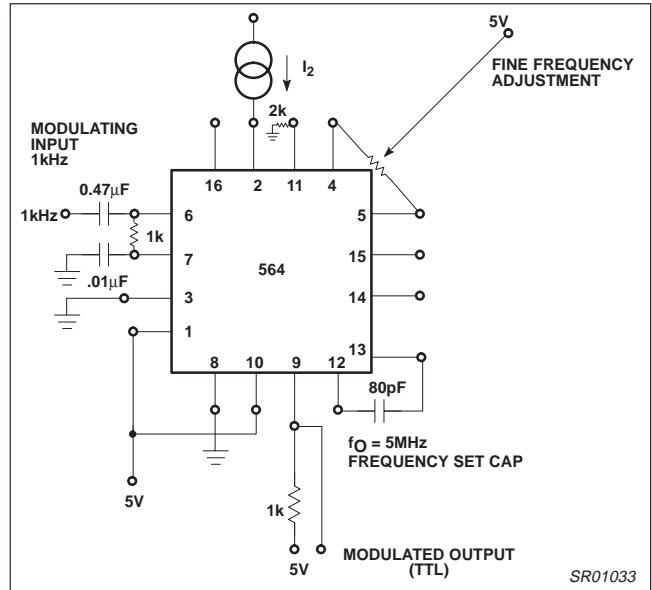 5V
I2
FINE FREQUENCY
ADJUSTMENT
2k
MODULATING
INPUT
1kHz
16
2
11
4
0.47μF
1kHz
6
5
1k
7
15
564
.01μF
3
14
1
13
8
10
9
12
80pF
fO = 5MHz
FREQUENCY SET CAP
5V
1k
5V
MODULATED OUTPUT
(TTL)
SR01033